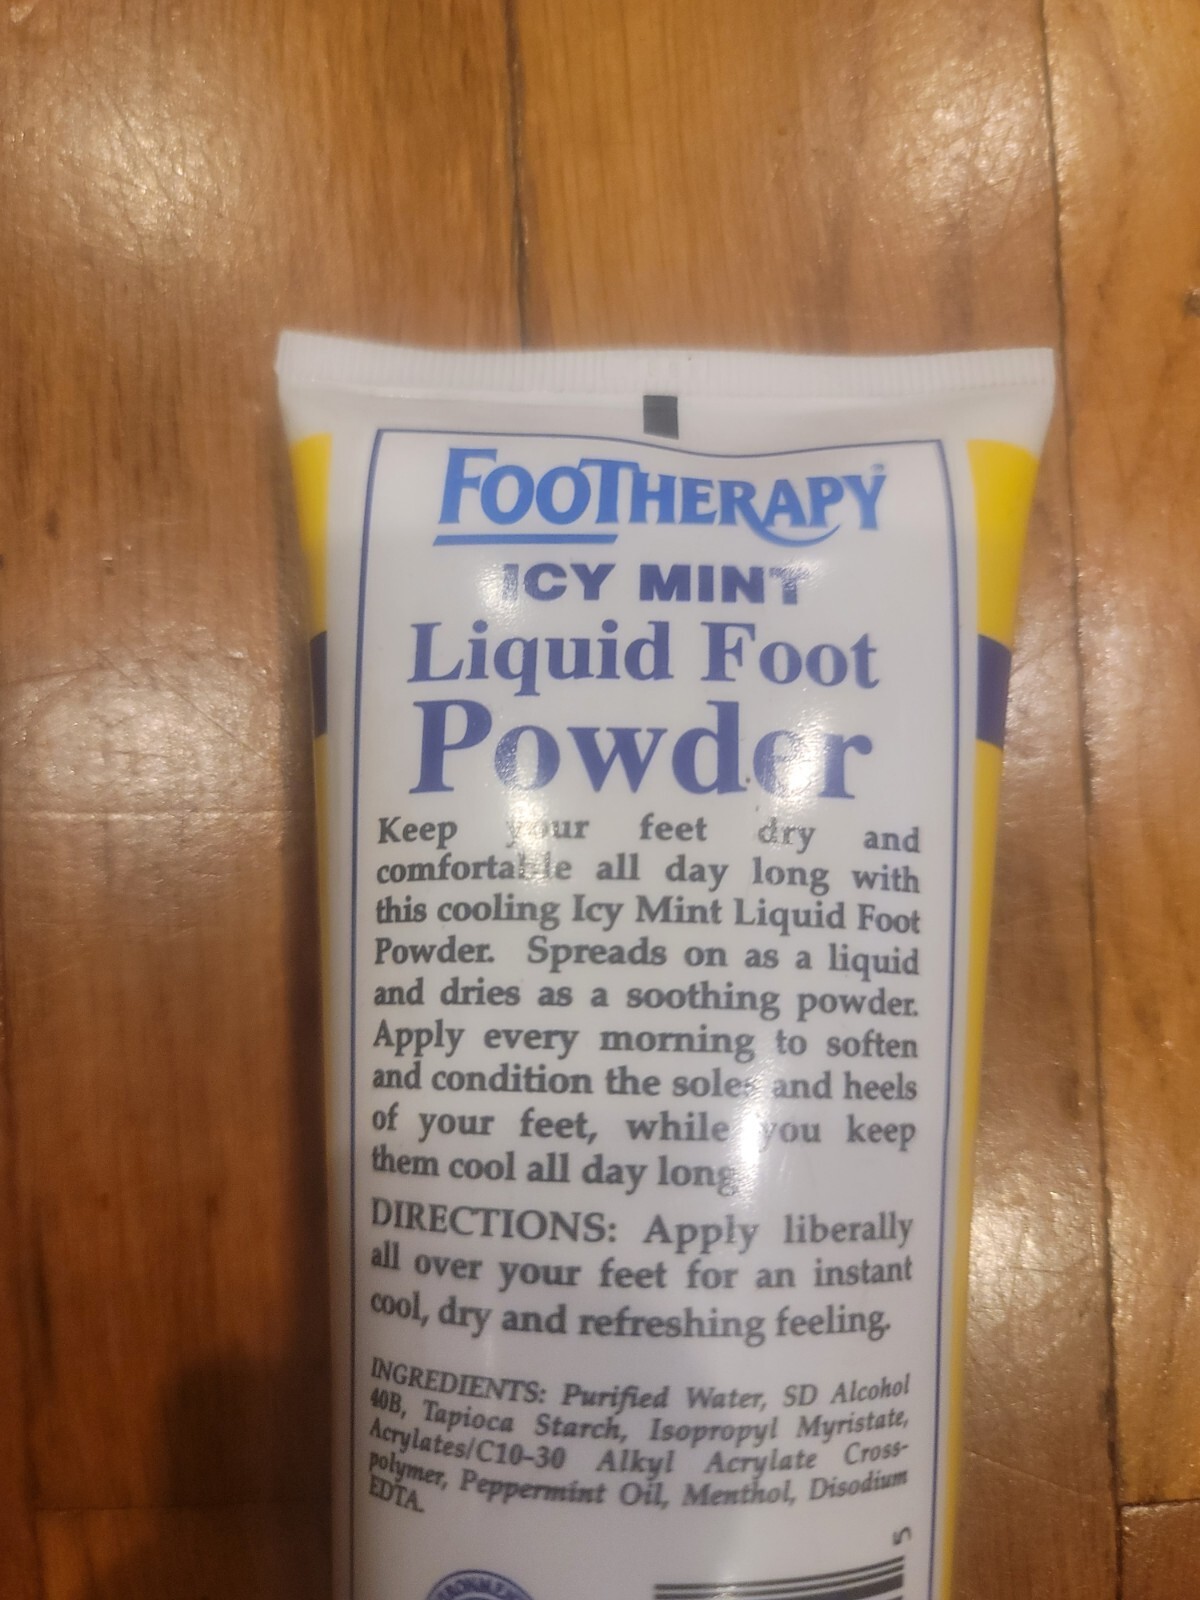 FOOTHERAPY®
ICY MINT
Liquid Foot
Powder
Keep your feet dry and
comfortable all day long with
this cooling Icy Mint Liquid Foot
Powder. Spreads on as a liquid
and dries as a soothing powder.
Apply every morning to soften
and condition the soles and heels
of your feet, while you keep
them cool all day long
DIRECTIONS: Apply liberally
all over your feet for an instant
cool, dry and refreshing feeling.
INGREDIENTS: Purified Water, SD Alcohol
40B, Tapioca Starch, Isopropyl Myristate,
Acrylates/C10-30 Alkyl Acrylate Cross-
polymer, Peppermint Oil, Menthol, Disodium
EDTA.
5